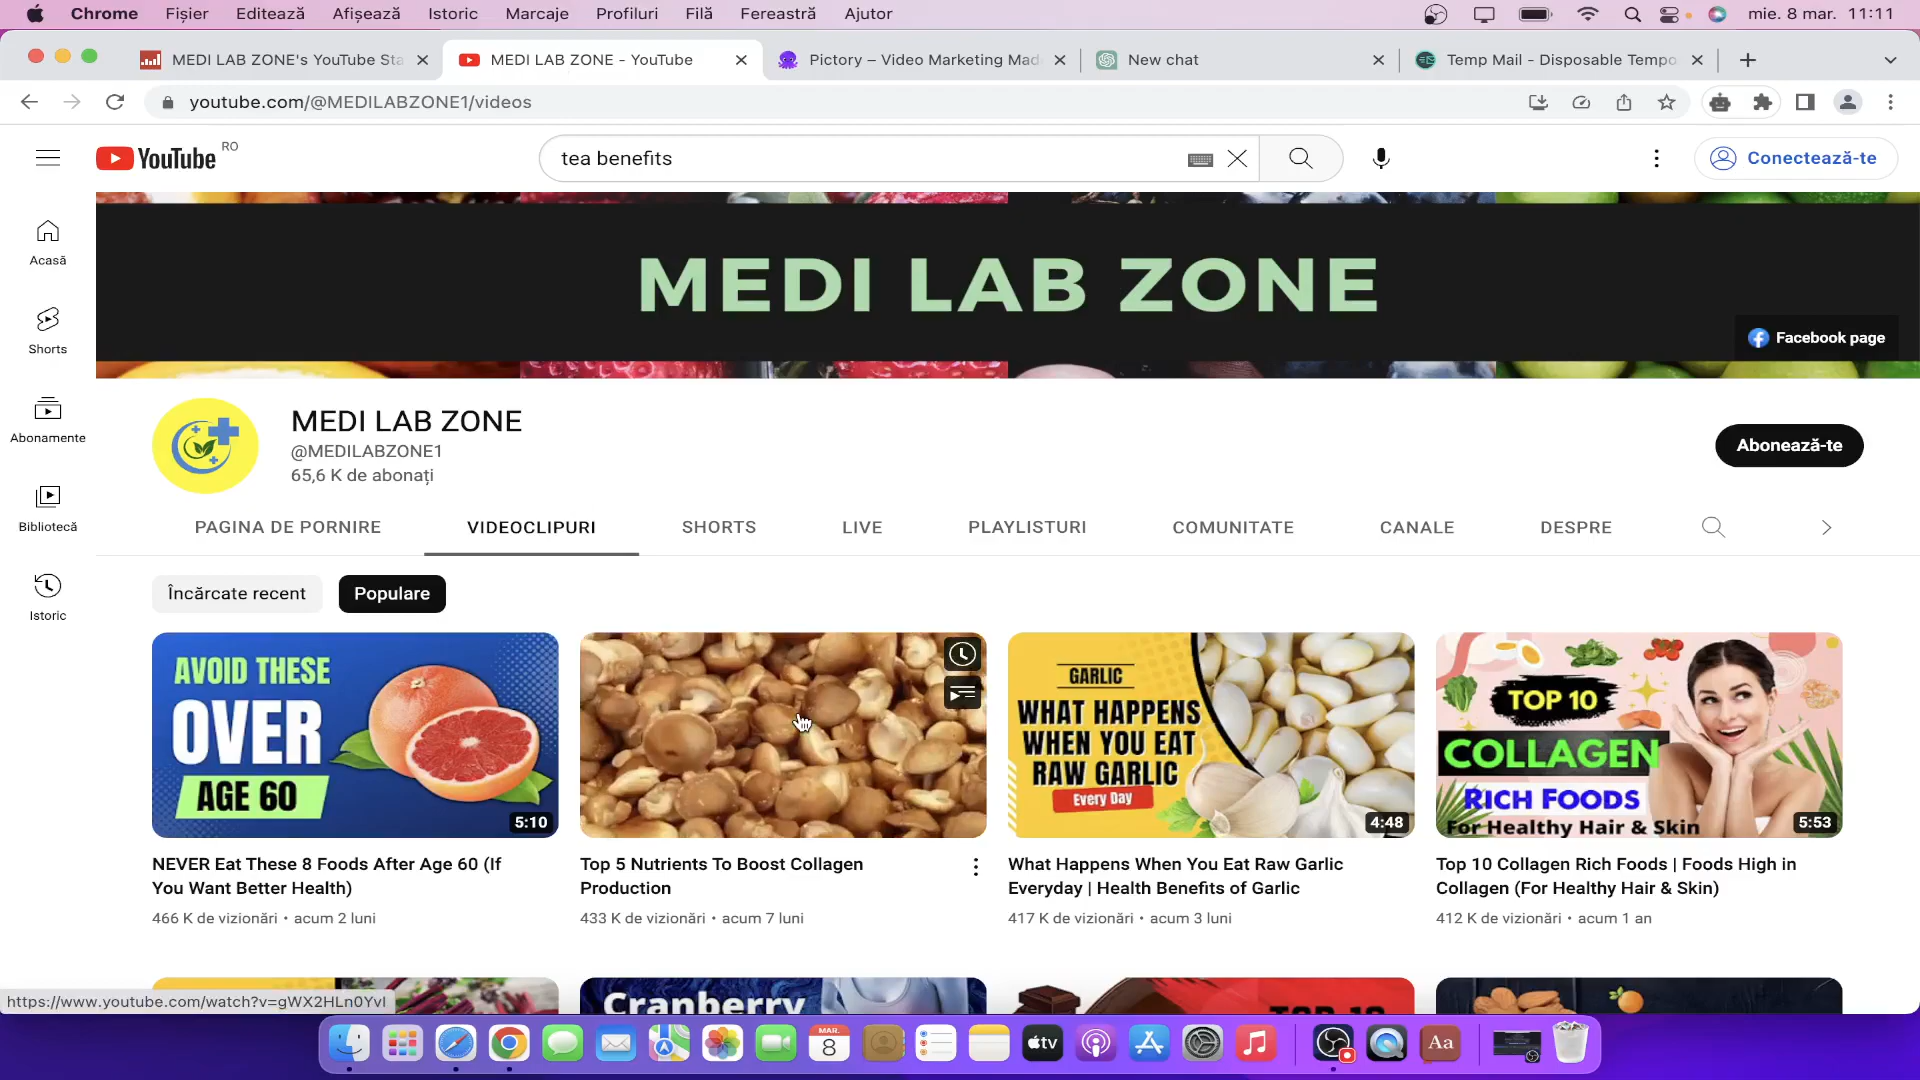 Chrome Fișier Editează Afișează Istoric Marcaje Profiluri Filă Fereastră Ajutor mie. 8 mar. 11:11
MEDI LAB ZONE's YouTube Sta MEDI LAB ZONE - YouTube Pictory – Video Marketing Mad New chat Temp Mail - Disposable Tempo
youtube.com/@MEDILABZONE1/videos
YouTube RO tea benefits Conectează-te
Acasă
Shorts
Abonamente
Bibliotecă
Istoric
MEDI LAB ZONE
Facebook page
MEDI LAB ZONE
@MEDILABZONE1
65,6 K de abonați
Abonează-te
PAGINA DE PORNIRE VIDEOCLIPURI SHORTS LIVE PLAYLISTURI COMUNITATE CANALE DESPRE
Încărcate recent Populare
AVOID THESE
OVER
AGE 60
5:10
GARLIC
WHAT HAPPENS
WHEN YOU EAT
RAW GARLIC
Every Day
4:48
TOP 10
COLLAGEN
RICH FOODS
For Healthy Hair & Skin
5:53
NEVER Eat These 8 Foods After Age 60 (If
You Want Better Health)
466 K de vizionări • acum 2 luni
Top 5 Nutrients To Boost Collagen
Production
433 K de vizionări • acum 7 luni
What Happens When You Eat Raw Garlic
Everyday | Health Benefits of Garlic
417 K de vizionări • acum 3 luni
Top 10 Collagen Rich Foods | Foods High in
Collagen (For Healthy Hair & Skin)
412 K de vizionări • acum 1 an
Cranberry
TOP 10
https://www.youtube.com/watch?v=gWX2HLn0YvI
MAR.
8
tv
Aa